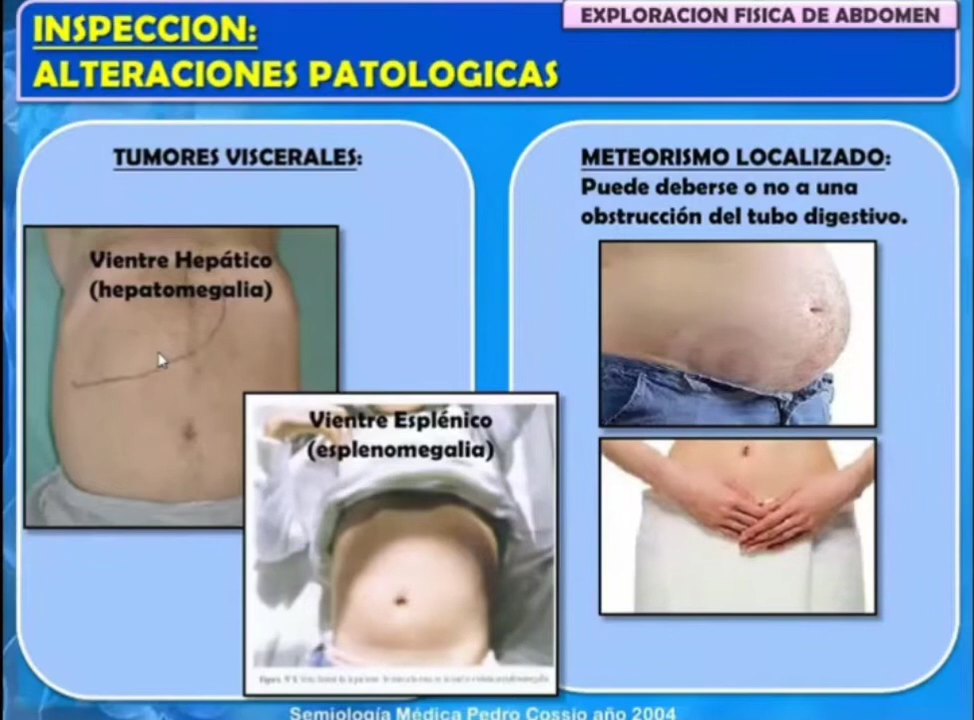 EXPLORACION FISICA DE ABDOMEN
INSPECCION:
ALTERACIONES PATOLOGICAS
TUMORES VISCERALES:
Vientre Hepático
(hepatomegalia)
Vientre Esplénico
(esplenomegalia)
METEORISMO LOCALIZADO:
Puede deberse o no a una
obstrucción del tubo digestivo.
Semiología Médica Pedro Cossio año 2004